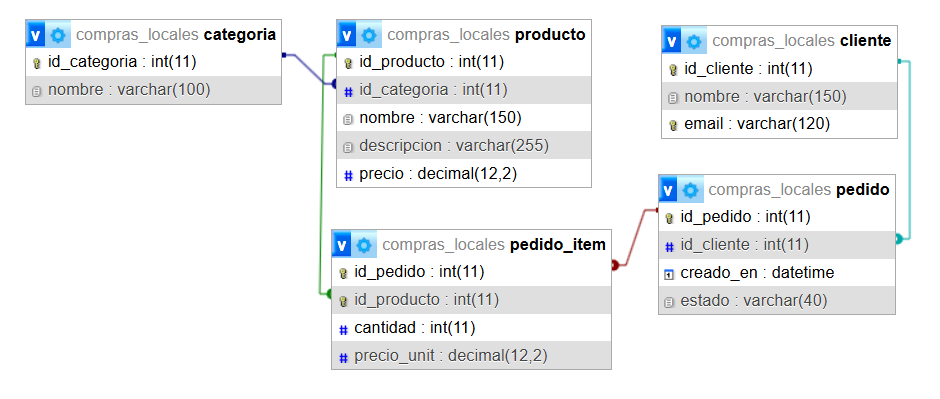 v compras_locales categoria
id_categoria : int(11)
nombre : varchar(100)
v compras_locales producto
id_producto : int(11)
# id_categoria : int(11)
nombre : varchar(150)
descripcion : varchar(255)
# precio : decimal(12,2)
v compras_locales cliente
id_cliente : int(11)
nombre : varchar(150)
email : varchar(120)
v compras_locales pedido
id_pedido : int(11)
# id_cliente : int(11)
creado_en : datetime
estado : varchar(40)
v compras_locales pedido_item
id_pedido : int(11)
id_producto : int(11)
# cantidad : int(11)
# precio_unit : decimal(12,2)